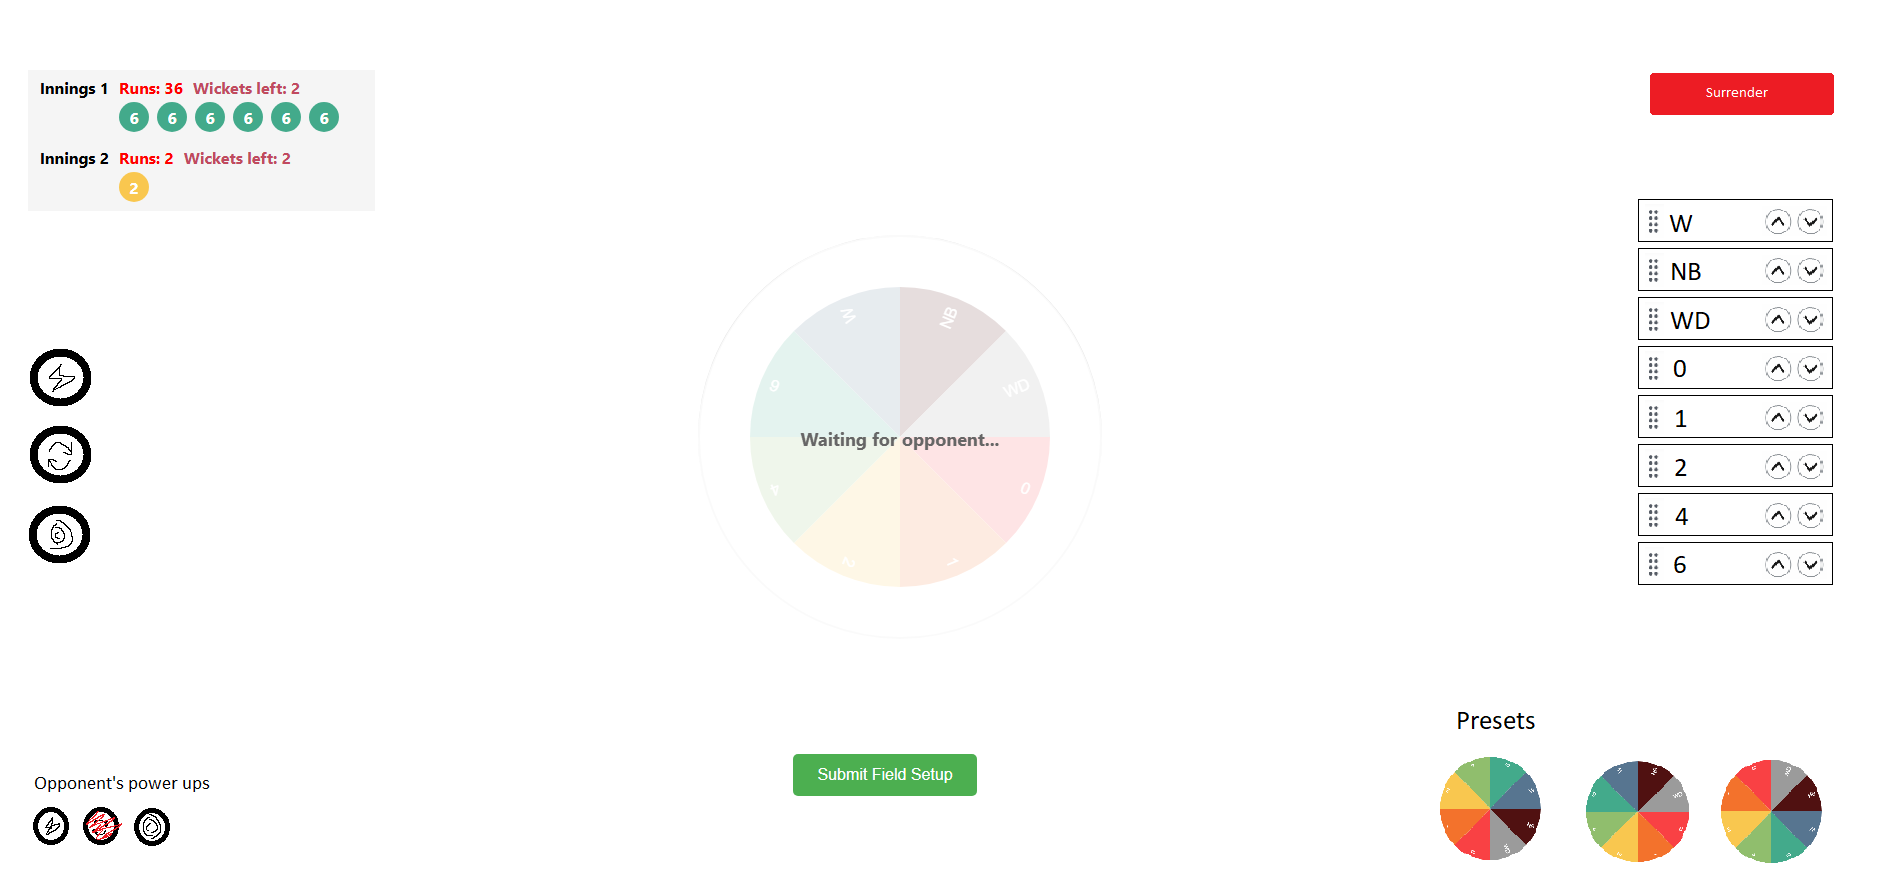 Innings 1 Runs: 36 Wickets left: 2
6 6 6 6 6 6
Innings 2 Runs: 2 Wickets left: 2
2
Surrender
W
NB
WD
0
1
2
4
6
W NB
6 WD
Waiting for opponent...
4 0
2 1
Submit Field Setup
Presets
Opponent's power ups